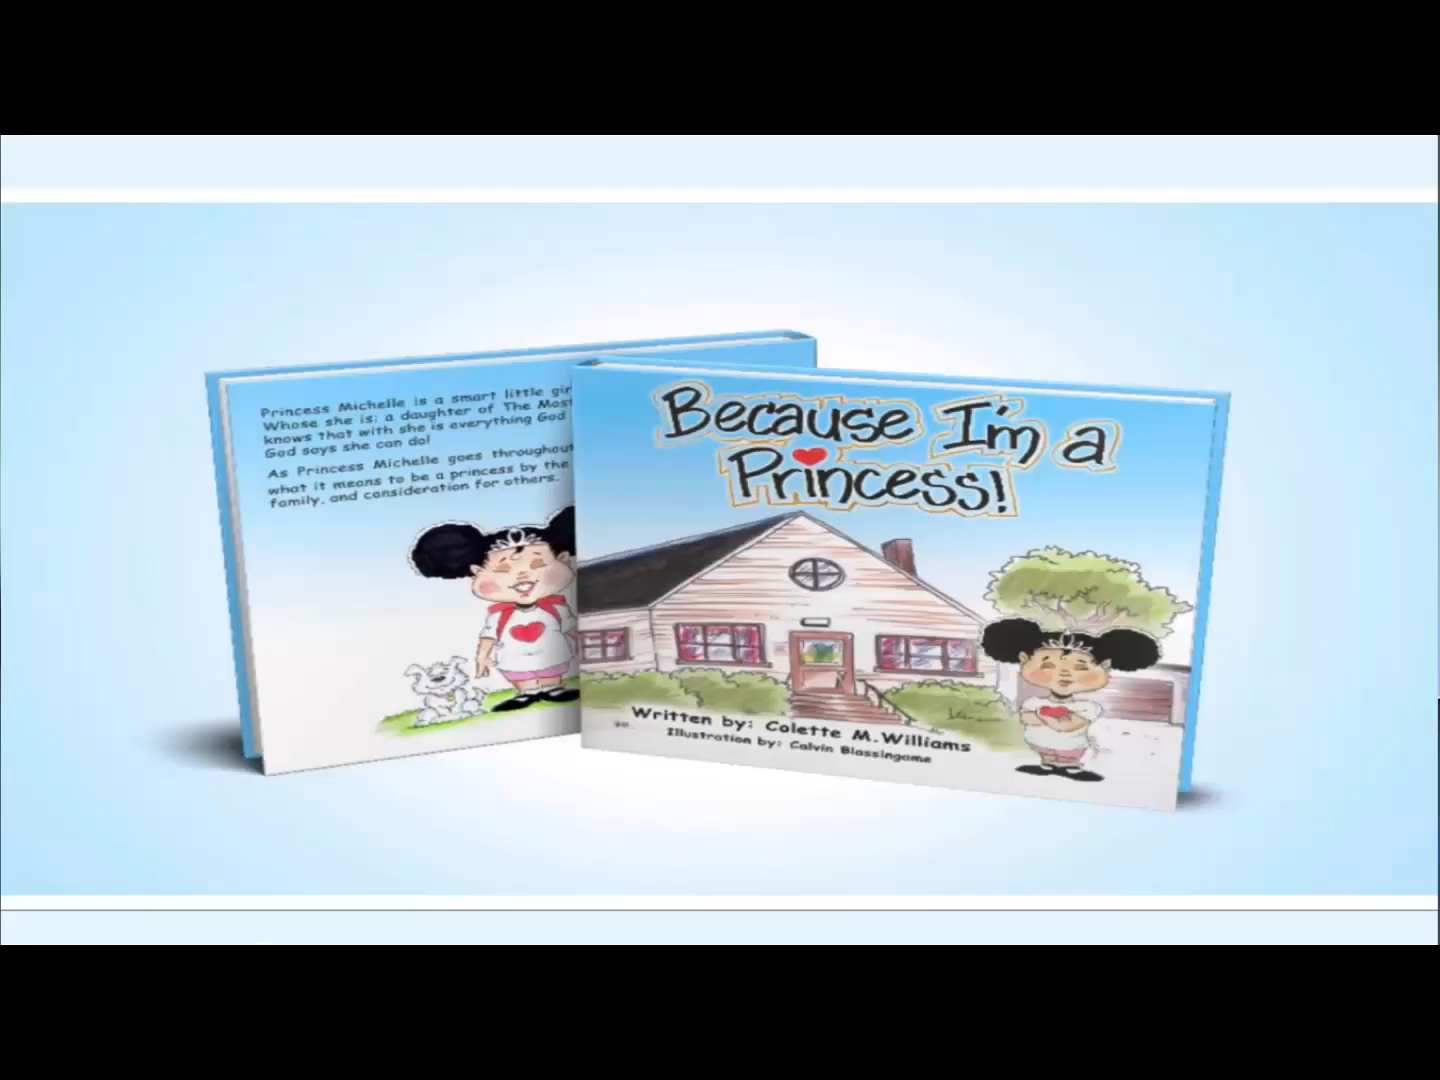 Princess Michelle is a smart little
Whose she is; a daughter of The Most
knows that with she is everything God
God says she can do!
As Princess Michelle goes
what it means to be a princess by the
family, and consideration for others.
Because I'm a
Princess!
Written by: Colette M.Williams
Illustration by: Calvin Blassingame